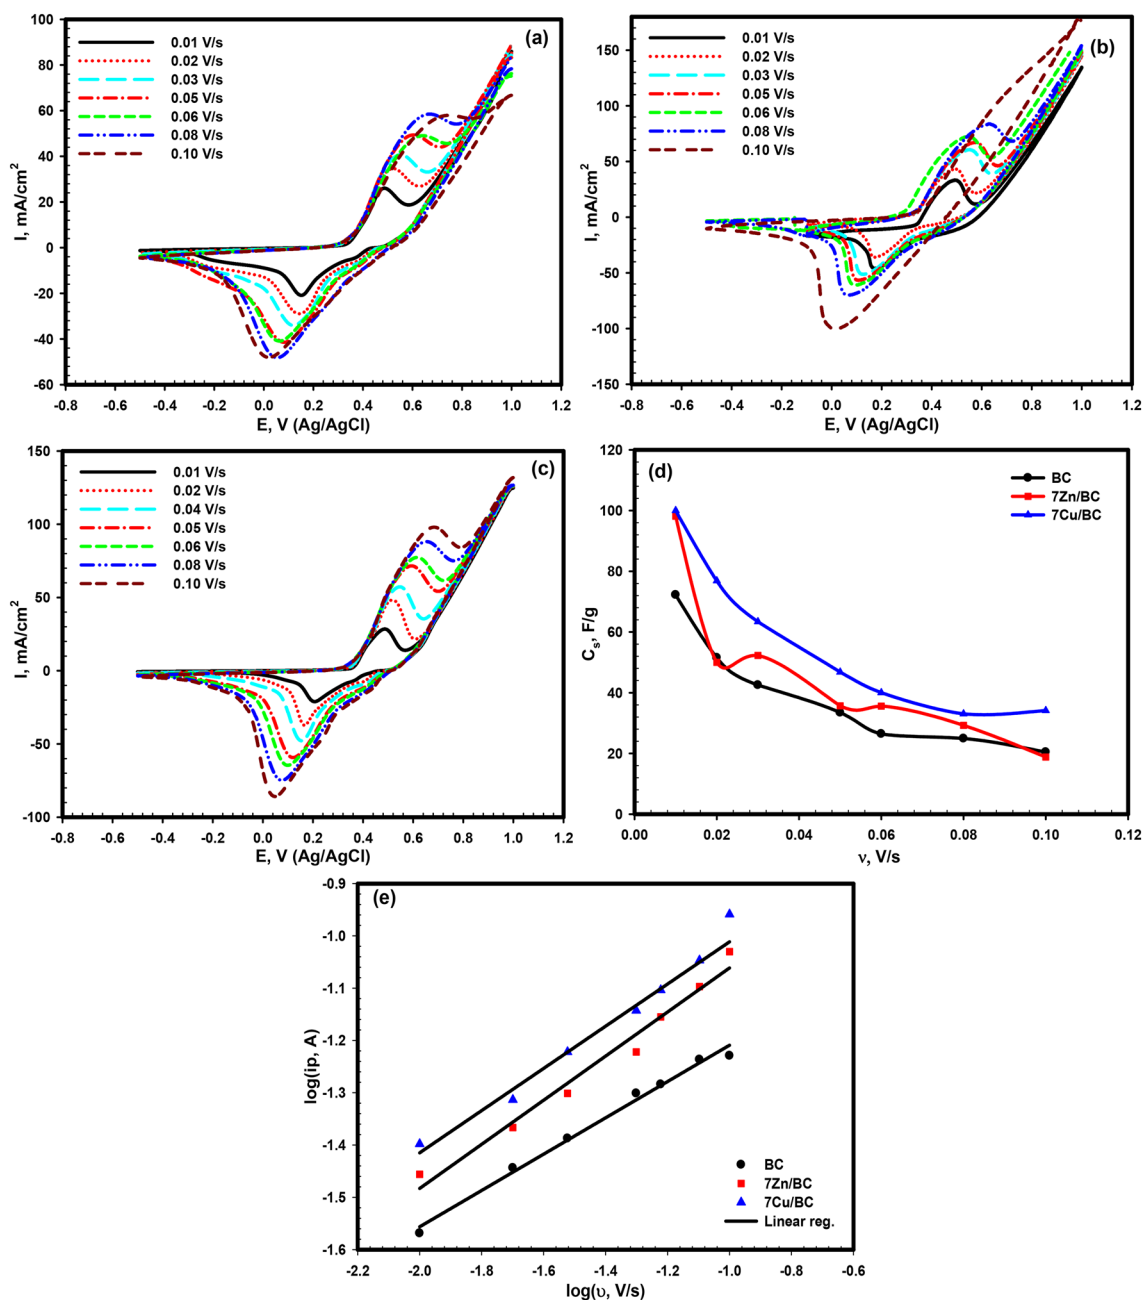 (a)
100
80
60
40
20
0
-20
-40
-60
I, mA/cm2
0.01 V/s
0.02 V/s
0.03 V/s
0.05 V/s
0.06 V/s
0.08 V/s
0.10 V/s
-0.8 -0.6 -0.4 -0.2 0.0 0.2 0.4 0.6 0.8 1.0 1.2
E, V (Ag/AgCl)
(b)
150
100
50
0
-50
-100
-150
I, mA/cm2
0.01 V/s
0.02 V/s
0.03 V/s
0.05 V/s
0.06 V/s
0.08 V/s
0.10 V/s
-0.8 -0.6 -0.4 -0.2 0.0 0.2 0.4 0.6 0.8 1.0 1.2
E, V (Ag/AgCl)
(c)
150
100
50
0
-50
-100
I, mA/cm2
0.01 V/s
0.02 V/s
0.04 V/s
0.05 V/s
0.06 V/s
0.08 V/s
0.10 V/s
-0.8 -0.6 -0.4 -0.2 0.0 0.2 0.4 0.6 0.8 1.0 1.2
E, V (Ag/AgCl)
(d)
120
100
80
60
40
20
0
Cs, F/g
BC
7Zn/BC
7Cu/BC
0.00 0.02 0.04 0.06 0.08 0.10 0.12
ν, V/s
(e)
-0.9
-1.0
-1.1
-1.2
-1.3
-1.4
-1.5
-1.6
log(ip, A)
BC
7Zn/BC
7Cu/BC
Linear reg.
-2.2 -2.0 -1.8 -1.6 -1.4 -1.2 -1.0 -0.8 -0.6
log(υ, V/s)